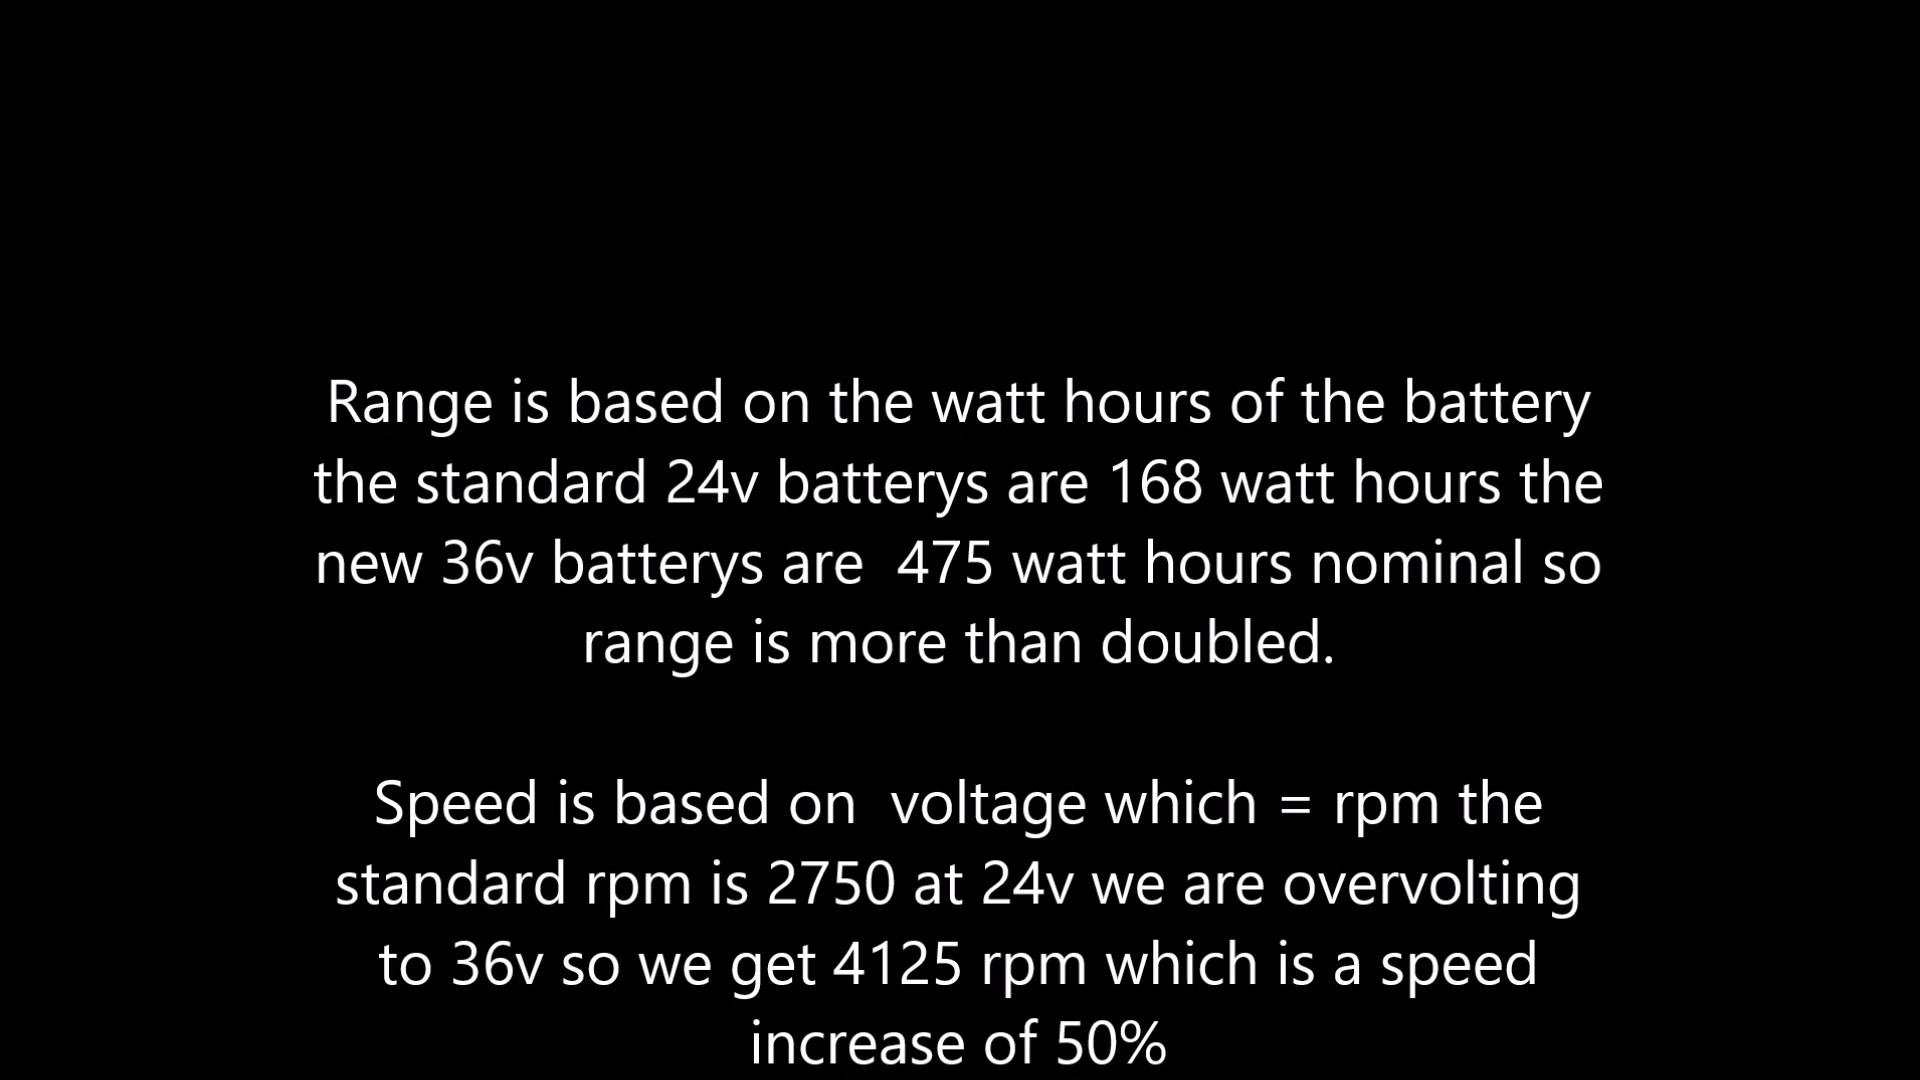 Range is based on the watt hours of the battery
the standard 24v batterys are 168 watt hours the
new 36v batterys are  475 watt hours nominal so
range is more than doubled.
Speed is based on  voltage which = rpm the
standard rpm is 2750 at 24v we are overvolting
to 36v so we get 4125 rpm which is a speed
increase of 50%